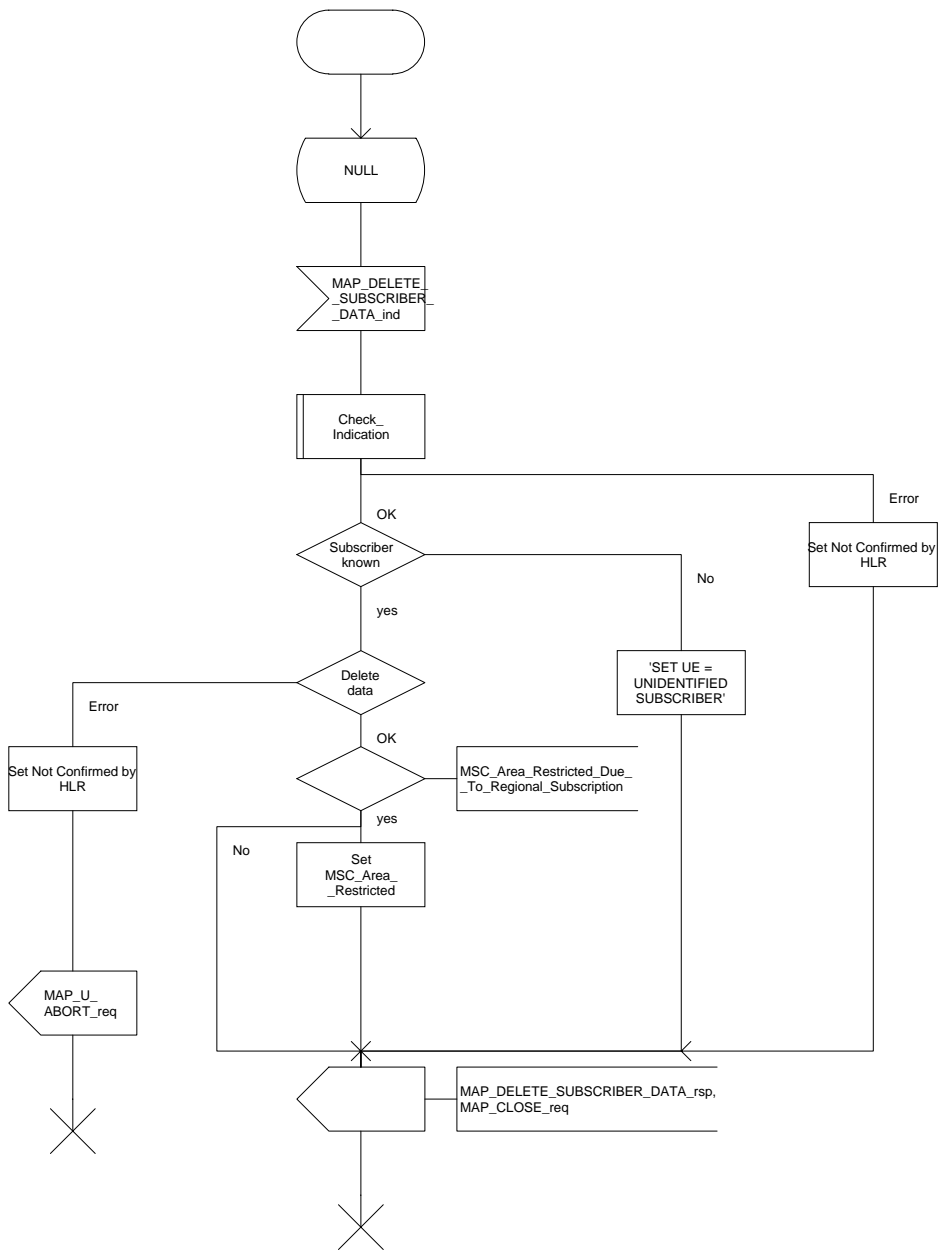 NULL
MAP_DELETE_
_SUBSCRIBER_
_DATA_ind
Check_
Indication
Error
OK
Subscriber
known
Set Not Confirmed by
HLR
No
yes
'SET UE =
UNIDENTIFIED
SUBSCRIBER'
Delete
data
Error
OK
Set Not Confirmed by
HLR
MSC_Area_Restricted_Due_
_To_Regional_Subscription
yes
No
Set
MSC_Area_
_Restricted
MAP_U_
ABORT_req
MAP_DELETE_SUBSCRIBER_DATA_rsp,
MAP_CLOSE_req